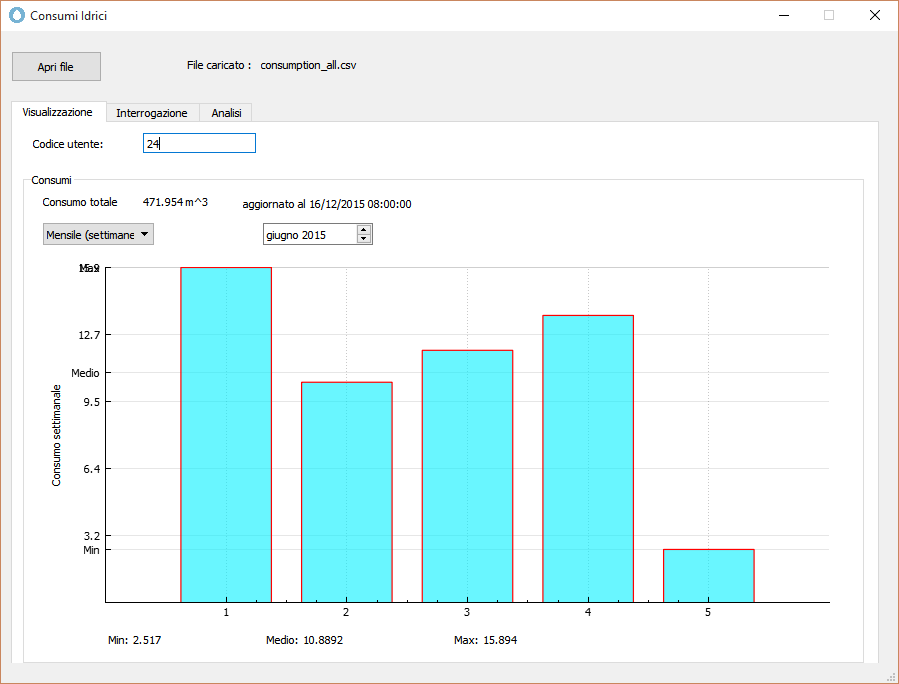 Consumi Idrici
Apri file
File caricato : consumption_all.csv
Visualizzazione
Interrogazione
Analisi
Codice utente:
24
Consumi
Consumo totale
471.954 m^3
aggiornato al 16/12/2015 08:00:00
Mensile (settimane
giugno 2015
Max
15.9
12.7
Medio
9.5
6.4
3.2
Min
Consumo settimanale
1 2 3 4 5
Min: 2.517
Medio: 10.8892
Max: 15.894